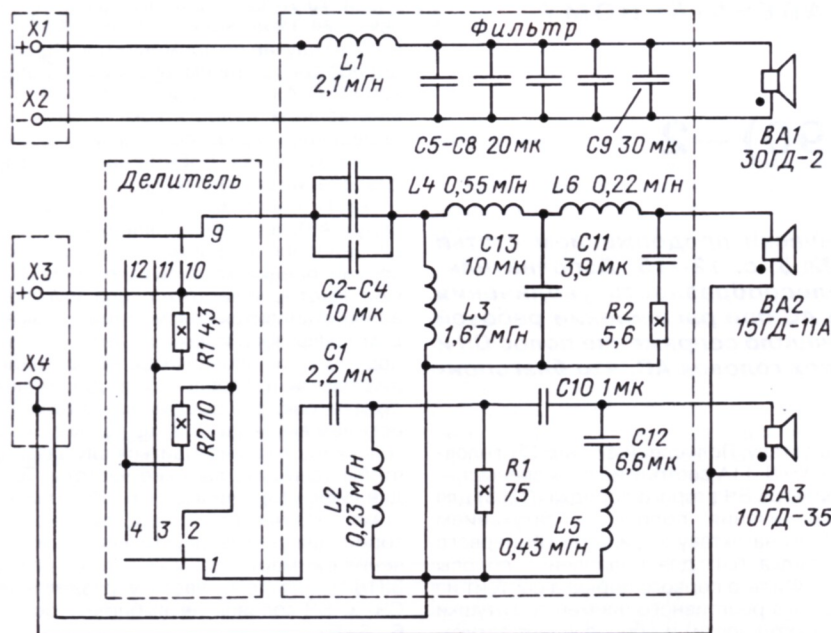 X1
+
X2
-
Фильтр
L1
2,1 мГн
C5-C8 20 мк
C9 30 мк
BA1
30ГД-2
Делитель
9
12
11
10
X3
+
X4
-
R1 4,3
R2 10
4
3
2
1
C2-C4
10 мк
L4 0,55 мГн
L6 0,22 мГн
C13
10 мк
C11
3,9 мк
L3
1,67 мГн
R2
5,6
BA2
15ГД-11А
C1
2,2 мк
L2
0,23 мГн
R1
75
C10 1 мк
C12
6,6 мк
L5
0,43 мГн
BA3
10ГД-35